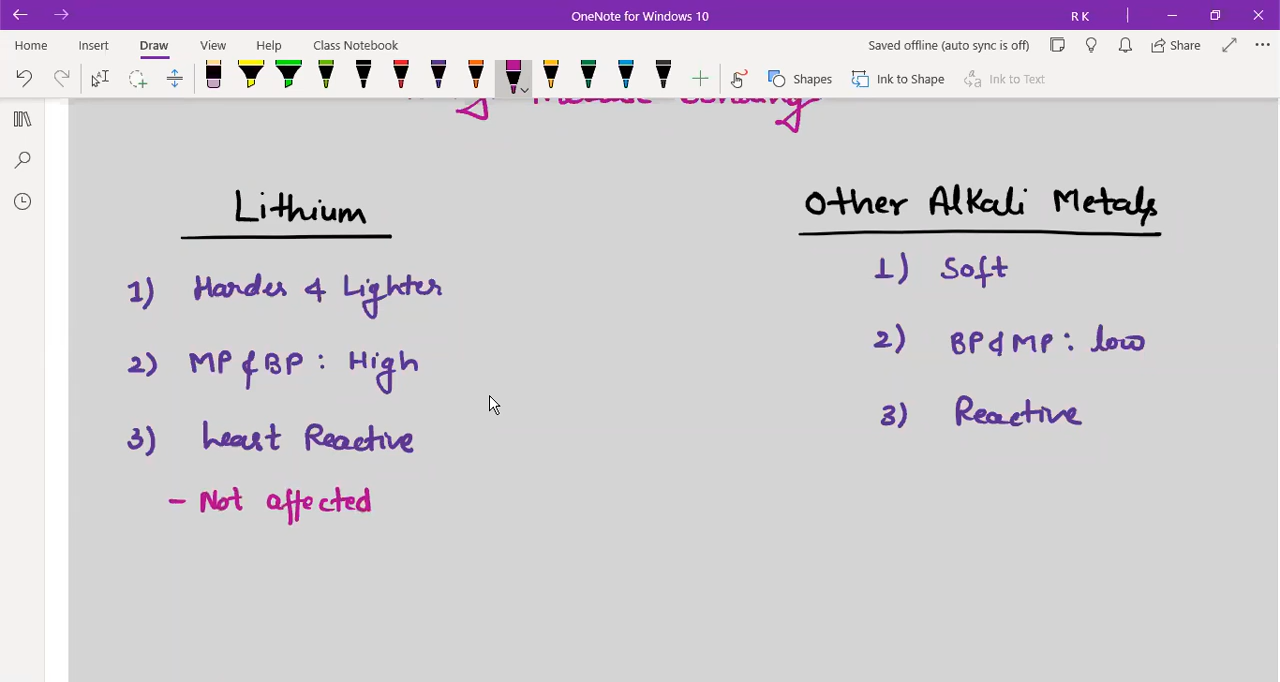 OneNote for Windows 10
R K
Home Insert Draw View Help Class Notebook
Saved offline (auto sync is off)
Share
Shapes
Ink to Shape
Ink to Text
Lithium
1) Harder & Lighter
2) MP & BP : High
3) Least Reactive
- Not affected
Other Alkali Metals
1) Soft
2) BP & MP : low
3) Reactive